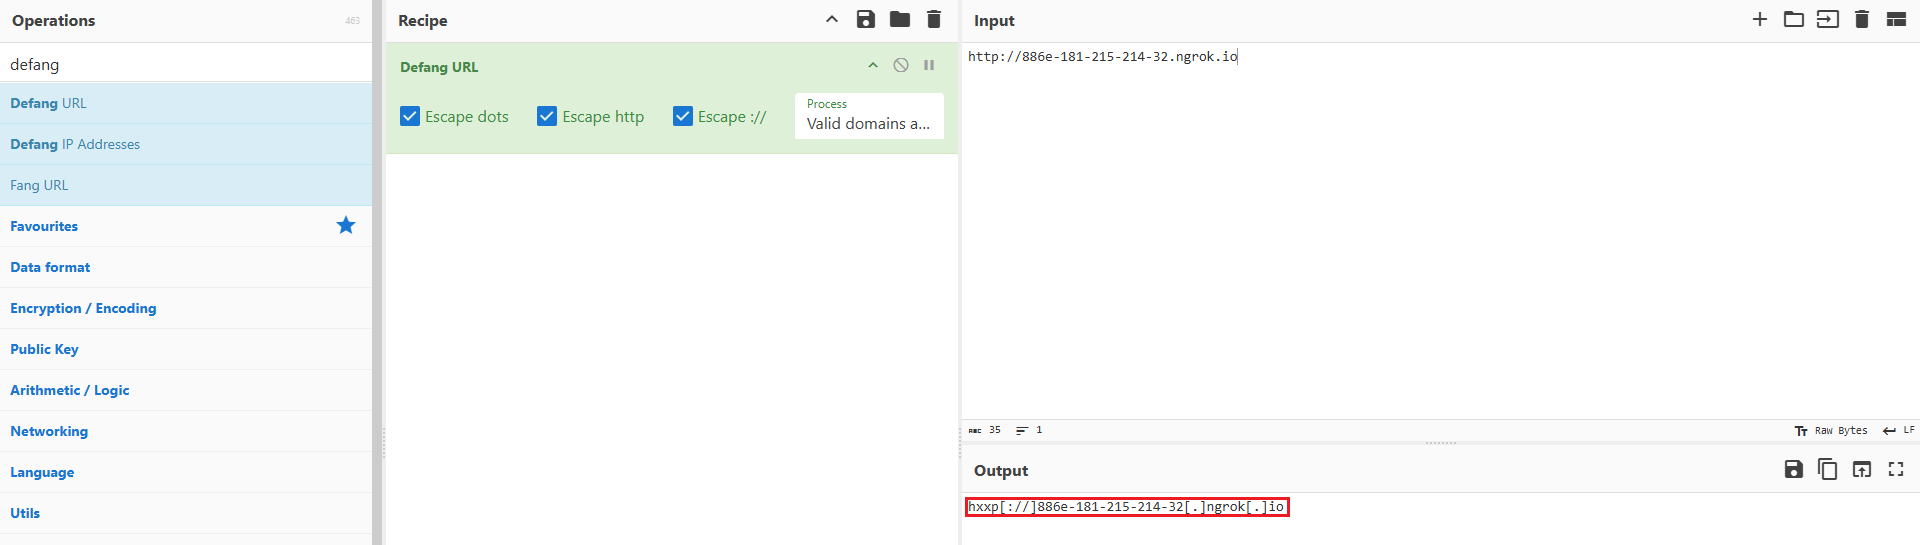 Operations 463
defang
Defang URL
Defang IP Addresses
Fang URL
Favourites
Data format
Encryption / Encoding
Public Key
Arithmetic / Logic
Networking
Language
Utils
Recipe
Defang URL
Escape dots Escape http Escape :// Process
Valid domains a...
Input
http://886e-181-215-214-32.ngrok.io
ABC 35 1 Tт Raw Bytes LF
Output
hxxp[://]886e-181-215-214-32[.]ngrok[.]io